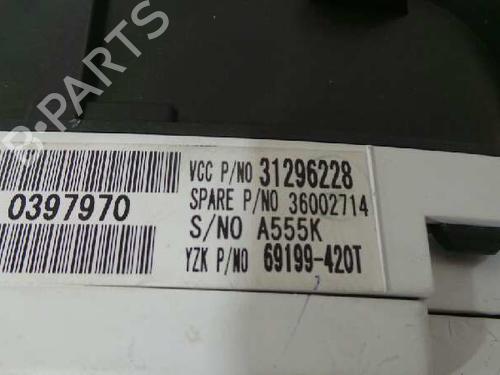 B-PARTS
VCC P/NO 31296228
SPARE P/NO 36002714
0397970
S/NO A555K
YZK P/NO 69199-420T